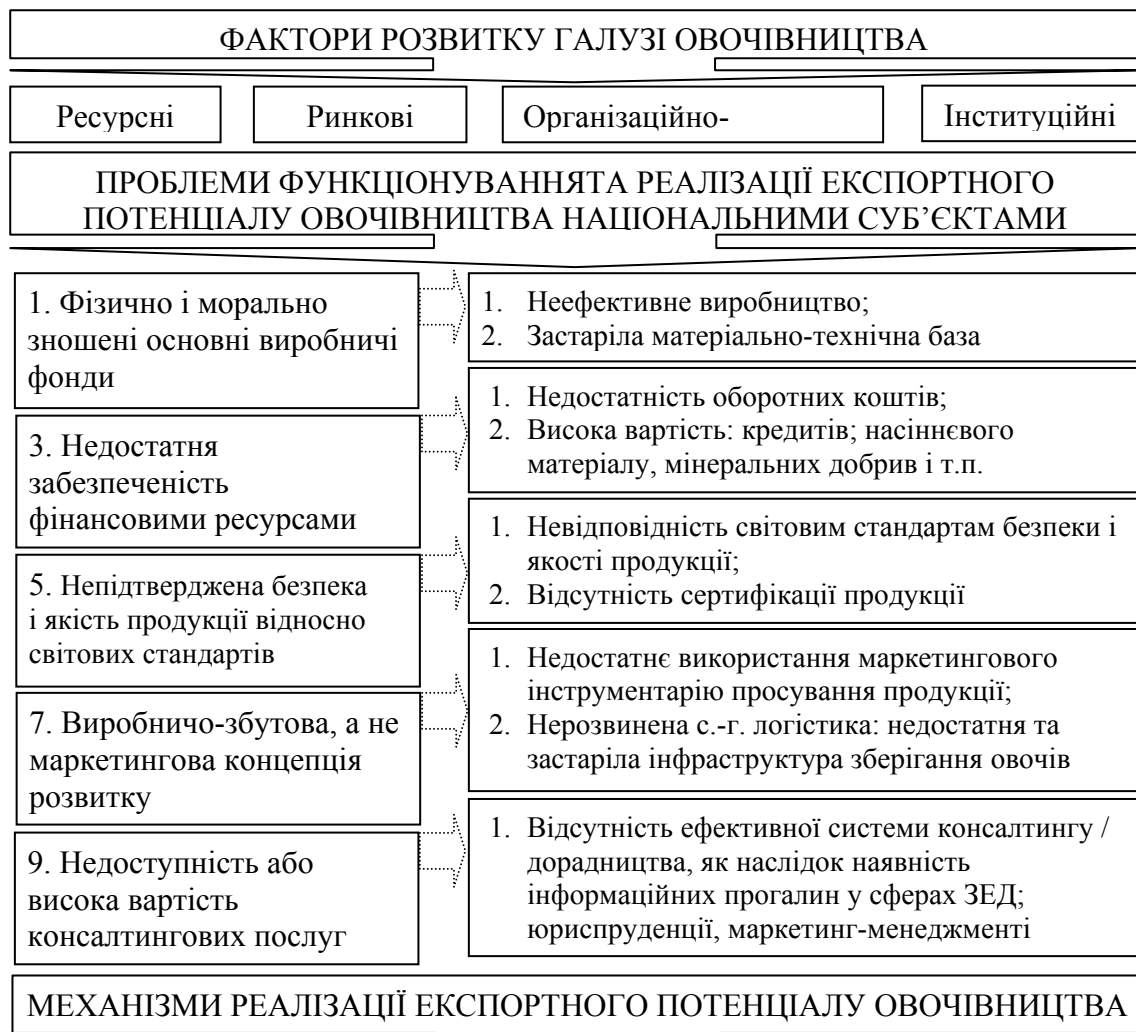 ФАКТОРИ РОЗВИТКУ ГАЛУЗІ ОВОЧІВНИЦТВА
Ресурсні
Ринкові
Організаційно-
Інституційні
ПРОБЛЕМИ ФУНКЦІОНУВАННЯТА РЕАЛІЗАЦІЇ ЕКСПОРТНОГО
ПОТЕНЦІАЛУ ОВОЧІВНИЦТВА НАЦІОНАЛЬНИМИ СУБ’ЄКТАМИ
1. Фізично і морально
зношені основні виробничі
фонди
1. Неефективне виробництво;
2. Застаріла матеріально-технічна база
3. Недостатня
забезпеченість
фінансовими ресурсами
1. Недостатність оборотних коштів;
2. Висока вартість: кредитів; насіннєвого
матеріалу, мінеральних добрив і т.п.
5. Непідтверджена безпека
і якість продукції відносно
світових стандартів
1. Невідповідність світовим стандартам безпеки і
якості продукції;
2. Відсутність сертифікації продукції
7. Виробничо-збутова, а не
маркетингова концепція
розвитку
1. Недостатнє використання маркетингового
інструментарію просування продукції;
2. Нерозвинена с.-г. логістика: недостатня та
застаріла інфраструктура зберігання овочів
9. Недоступність або
висока вартість
консалтингових послуг
1. Відсутність ефективної системи консалтингу /
дорадництва, як наслідок наявність
інформаційних прогалин у сферах ЗЕД;
юриспруденції, маркетинг-менеджменті
МЕХАНІЗМИ РЕАЛІЗАЦІЇ ЕКСПОРТНОГО ПОТЕНЦІАЛУ ОВОЧІВНИЦТВА